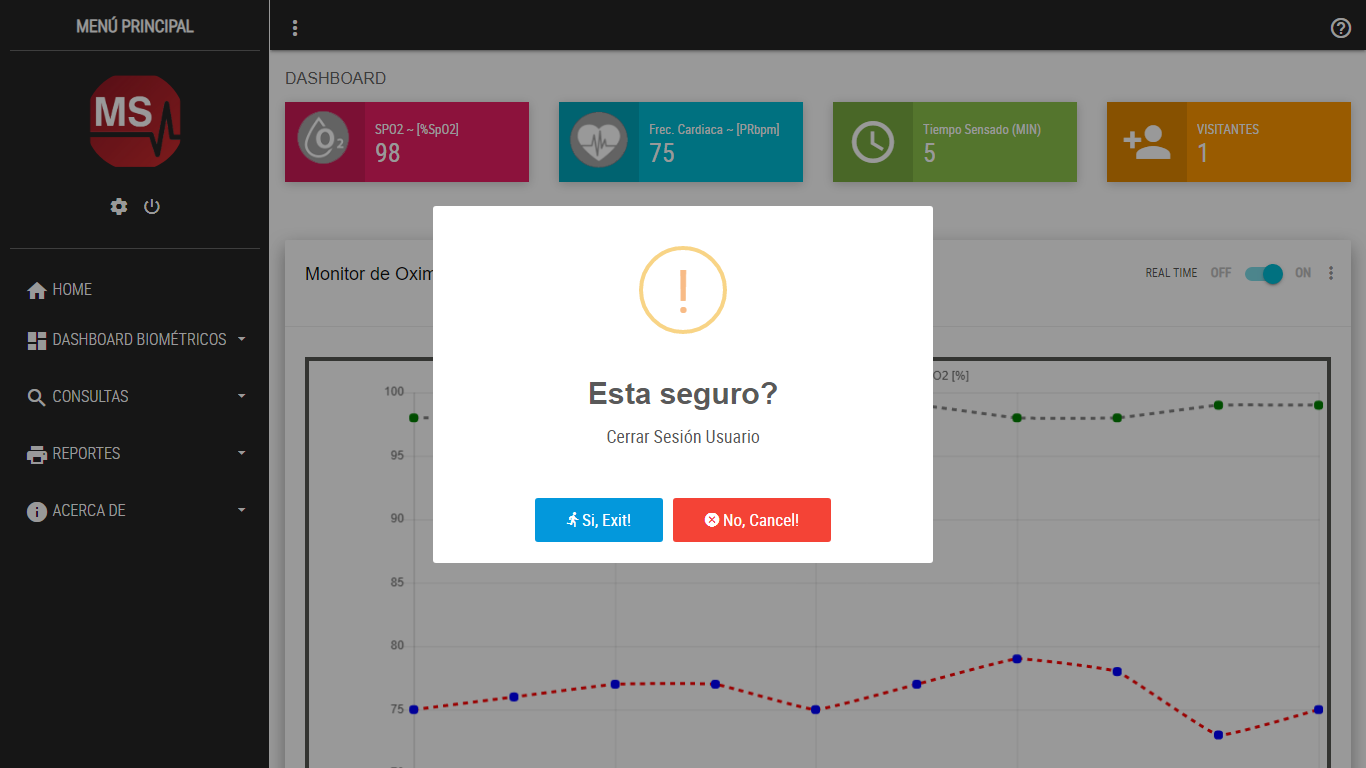 MENÚ PRINCIPAL
MS
HOME
DASHBOARD BIOMÉTRICOS
CONSULTAS
REPORTES
ACERCA DE
DASHBOARD
O2
SPO2 ~ [%SpO2]
98
Frec. Cardiaca ~ [PRbpm]
75
Tiempo Sensado (MIN)
5
VISITANTES
1
Monitor de Oxim
REAL TIME OFF ON
O2 [%]
100
95
90
85
80
75
!
Esta seguro?
Cerrar Sesión Usuario
Si, Exit!
No, Cancel!